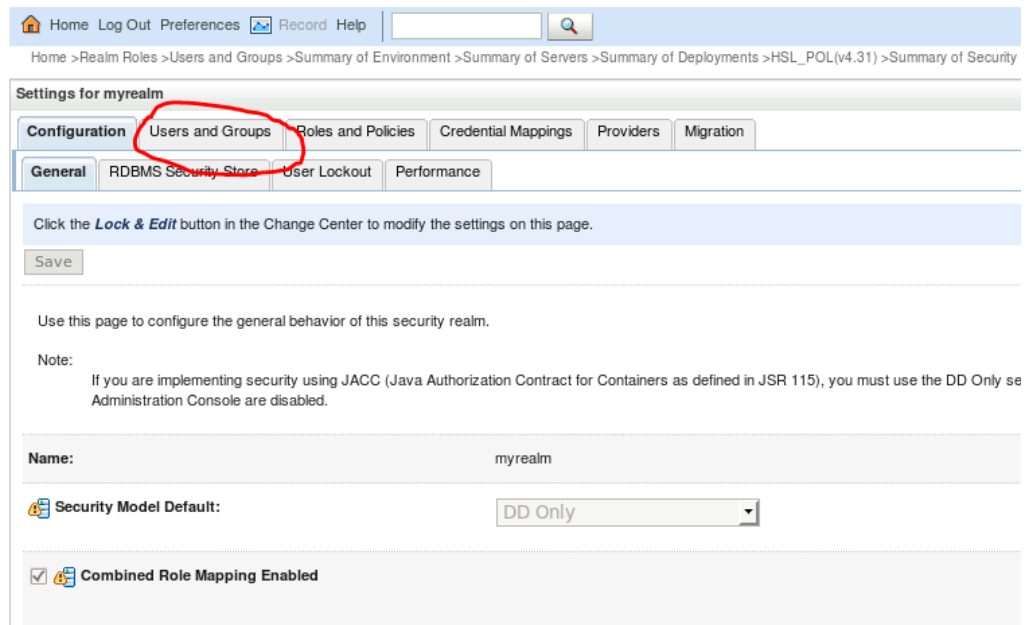 Home Log Out Preferences Record Help
Home >Realm Roles >Users and Groups >Summary of Environment >Summary of Servers >Summary of Deployments >HSL_POL(v4.31) >Summary of Security
Settings for myrealm
Configuration Users and Groups Roles and Policies Credential Mappings Providers Migration
General RDBMS Security Store User Lockout Performance
Click the Lock & Edit button in the Change Center to modify the settings on this page.
Save
Use this page to configure the general behavior of this security realm.
Note:
If you are implementing security using JACC (Java Authorization Contract for Containers as defined in JSR 115), you must use the DD Only se
Administration Console are disabled.
Name: myrealm
Security Model Default: DD Only
Combined Role Mapping Enabled